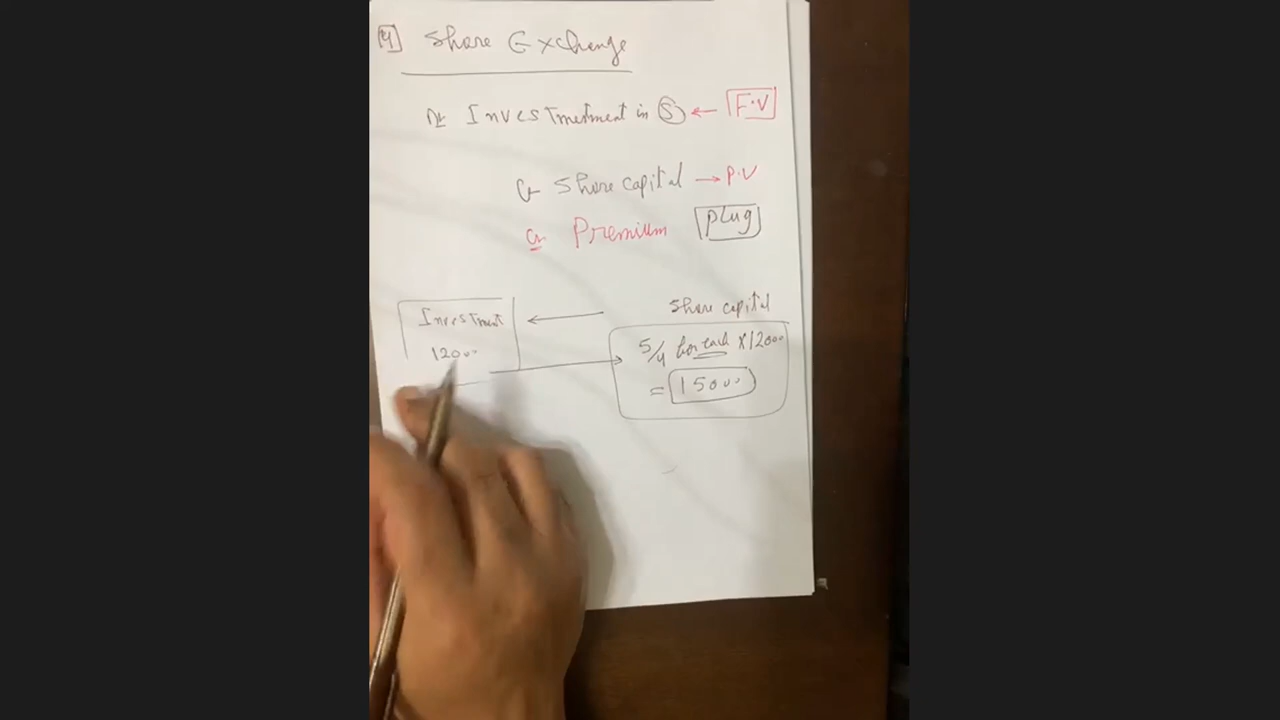 4 Share Exchange
Dr Investment in S ← F.V
Cr Share capital → P.V
Cr Premium Plug
Share capital
Investment
12000
5/4 for each x 12000
= 15000